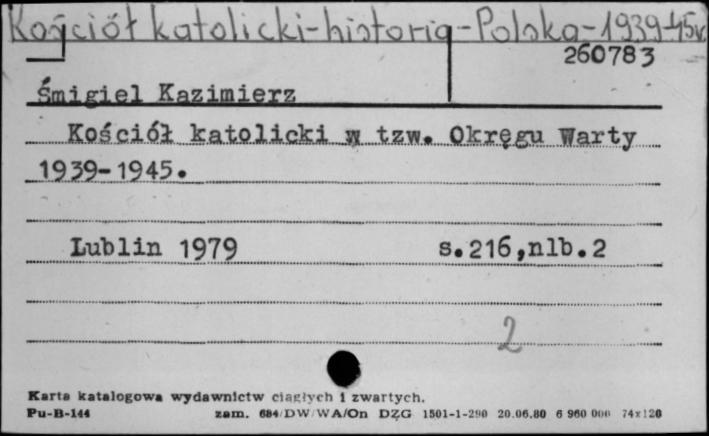 Kościół katolicki-historia-Polska-1939-45r.
260783
Śmigiel Kazimierz
Kościół katolicki w tzw. Okręgu Warty
1939-1945.
Lublin 1979 s.216,nlb.2
2
Karta katalogowa wydawnictw ciągłych i zwartych.
Pu-B-144 zam. 684/DW/WA/On DZG 1501-1-290 20.06.80 6 960 000 74x120